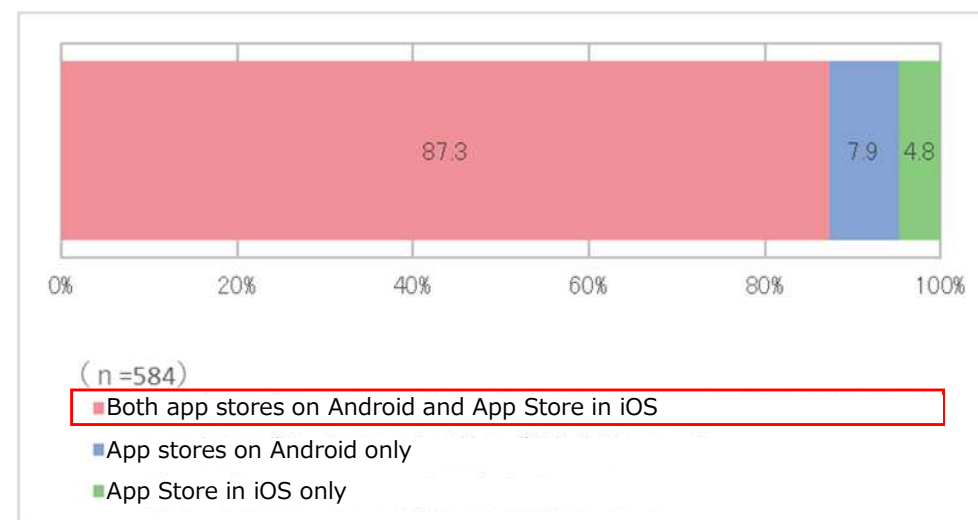 87.3 7.9 4.8
0% 20% 40% 60% 80% 100%
( n =584)
Both app stores on Android and App Store in iOS
App stores on Android only
App Store in iOS only